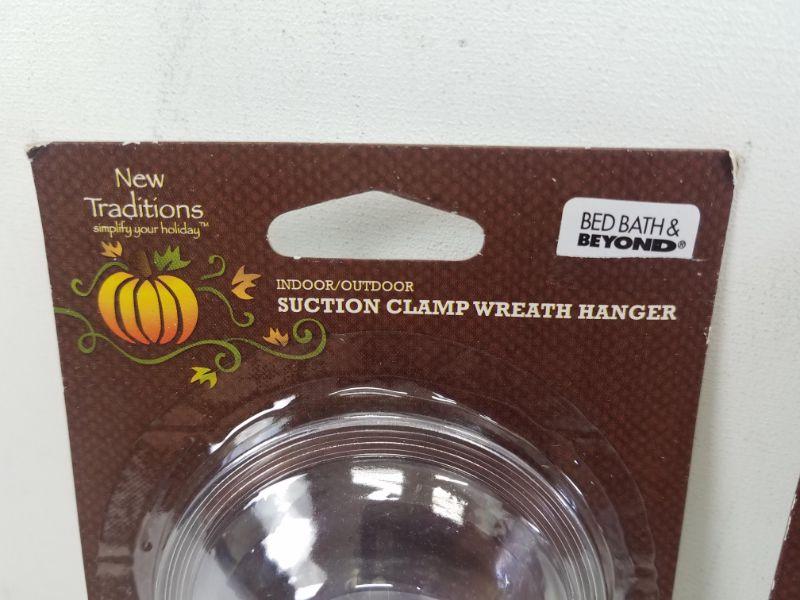 New
Traditions
simplify your holiday™
BED BATH &
BEYOND®
INDOOR/OUTDOOR
SUCTION CLAMP WREATH HANGER